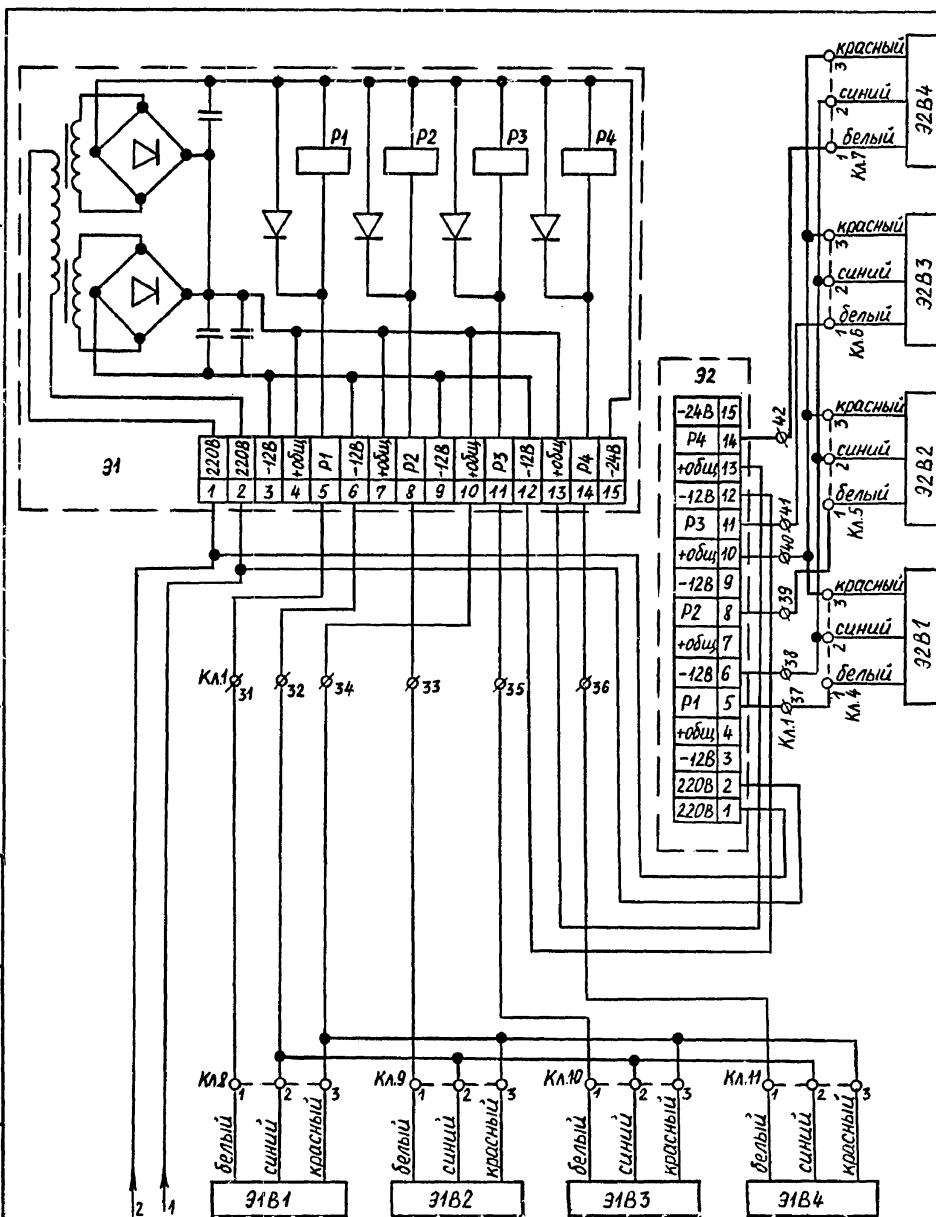 красный
3
синий
2
белый
1
Кл.7
Э2В4
Р1
Р2
Р3
Р4
красный
3
синий
2
белый
1
Кл.6
Э2В3
Э1
220В 220В -12В +общ Р1 -12В +общ Р2 -12В +общ Р3 -12В +общ Р4 -24В
1 2 3 4 5 6 7 8 9 10 11 12 13 14 15
Э2
-24В 15
Р4 14
+общ 13
-12В 12
Р3 11
+общ 10
-12В 9
Р2 8
+общ 7
-12В 6
Р1 5
+общ 4
-12В 3
220В 2
220В 1
42
41
40
39
38
Кл.1 37
красный
3
синий
2
белый
1
Кл.5
Э2В2
красный
3
синий
2
белый
1
Кл.4
Э2В1
Кл.1 31 32 34 33 35 36
Кл.8 1 2 3
Кл.9 1 2 3
Кл.10 1 2 3
Кл.11 1 2 3
белый синий красный
белый синий красный
белый синий красный
белый синий красный
2 1
Э1В1 Э1В2 Э1В3 Э1В4